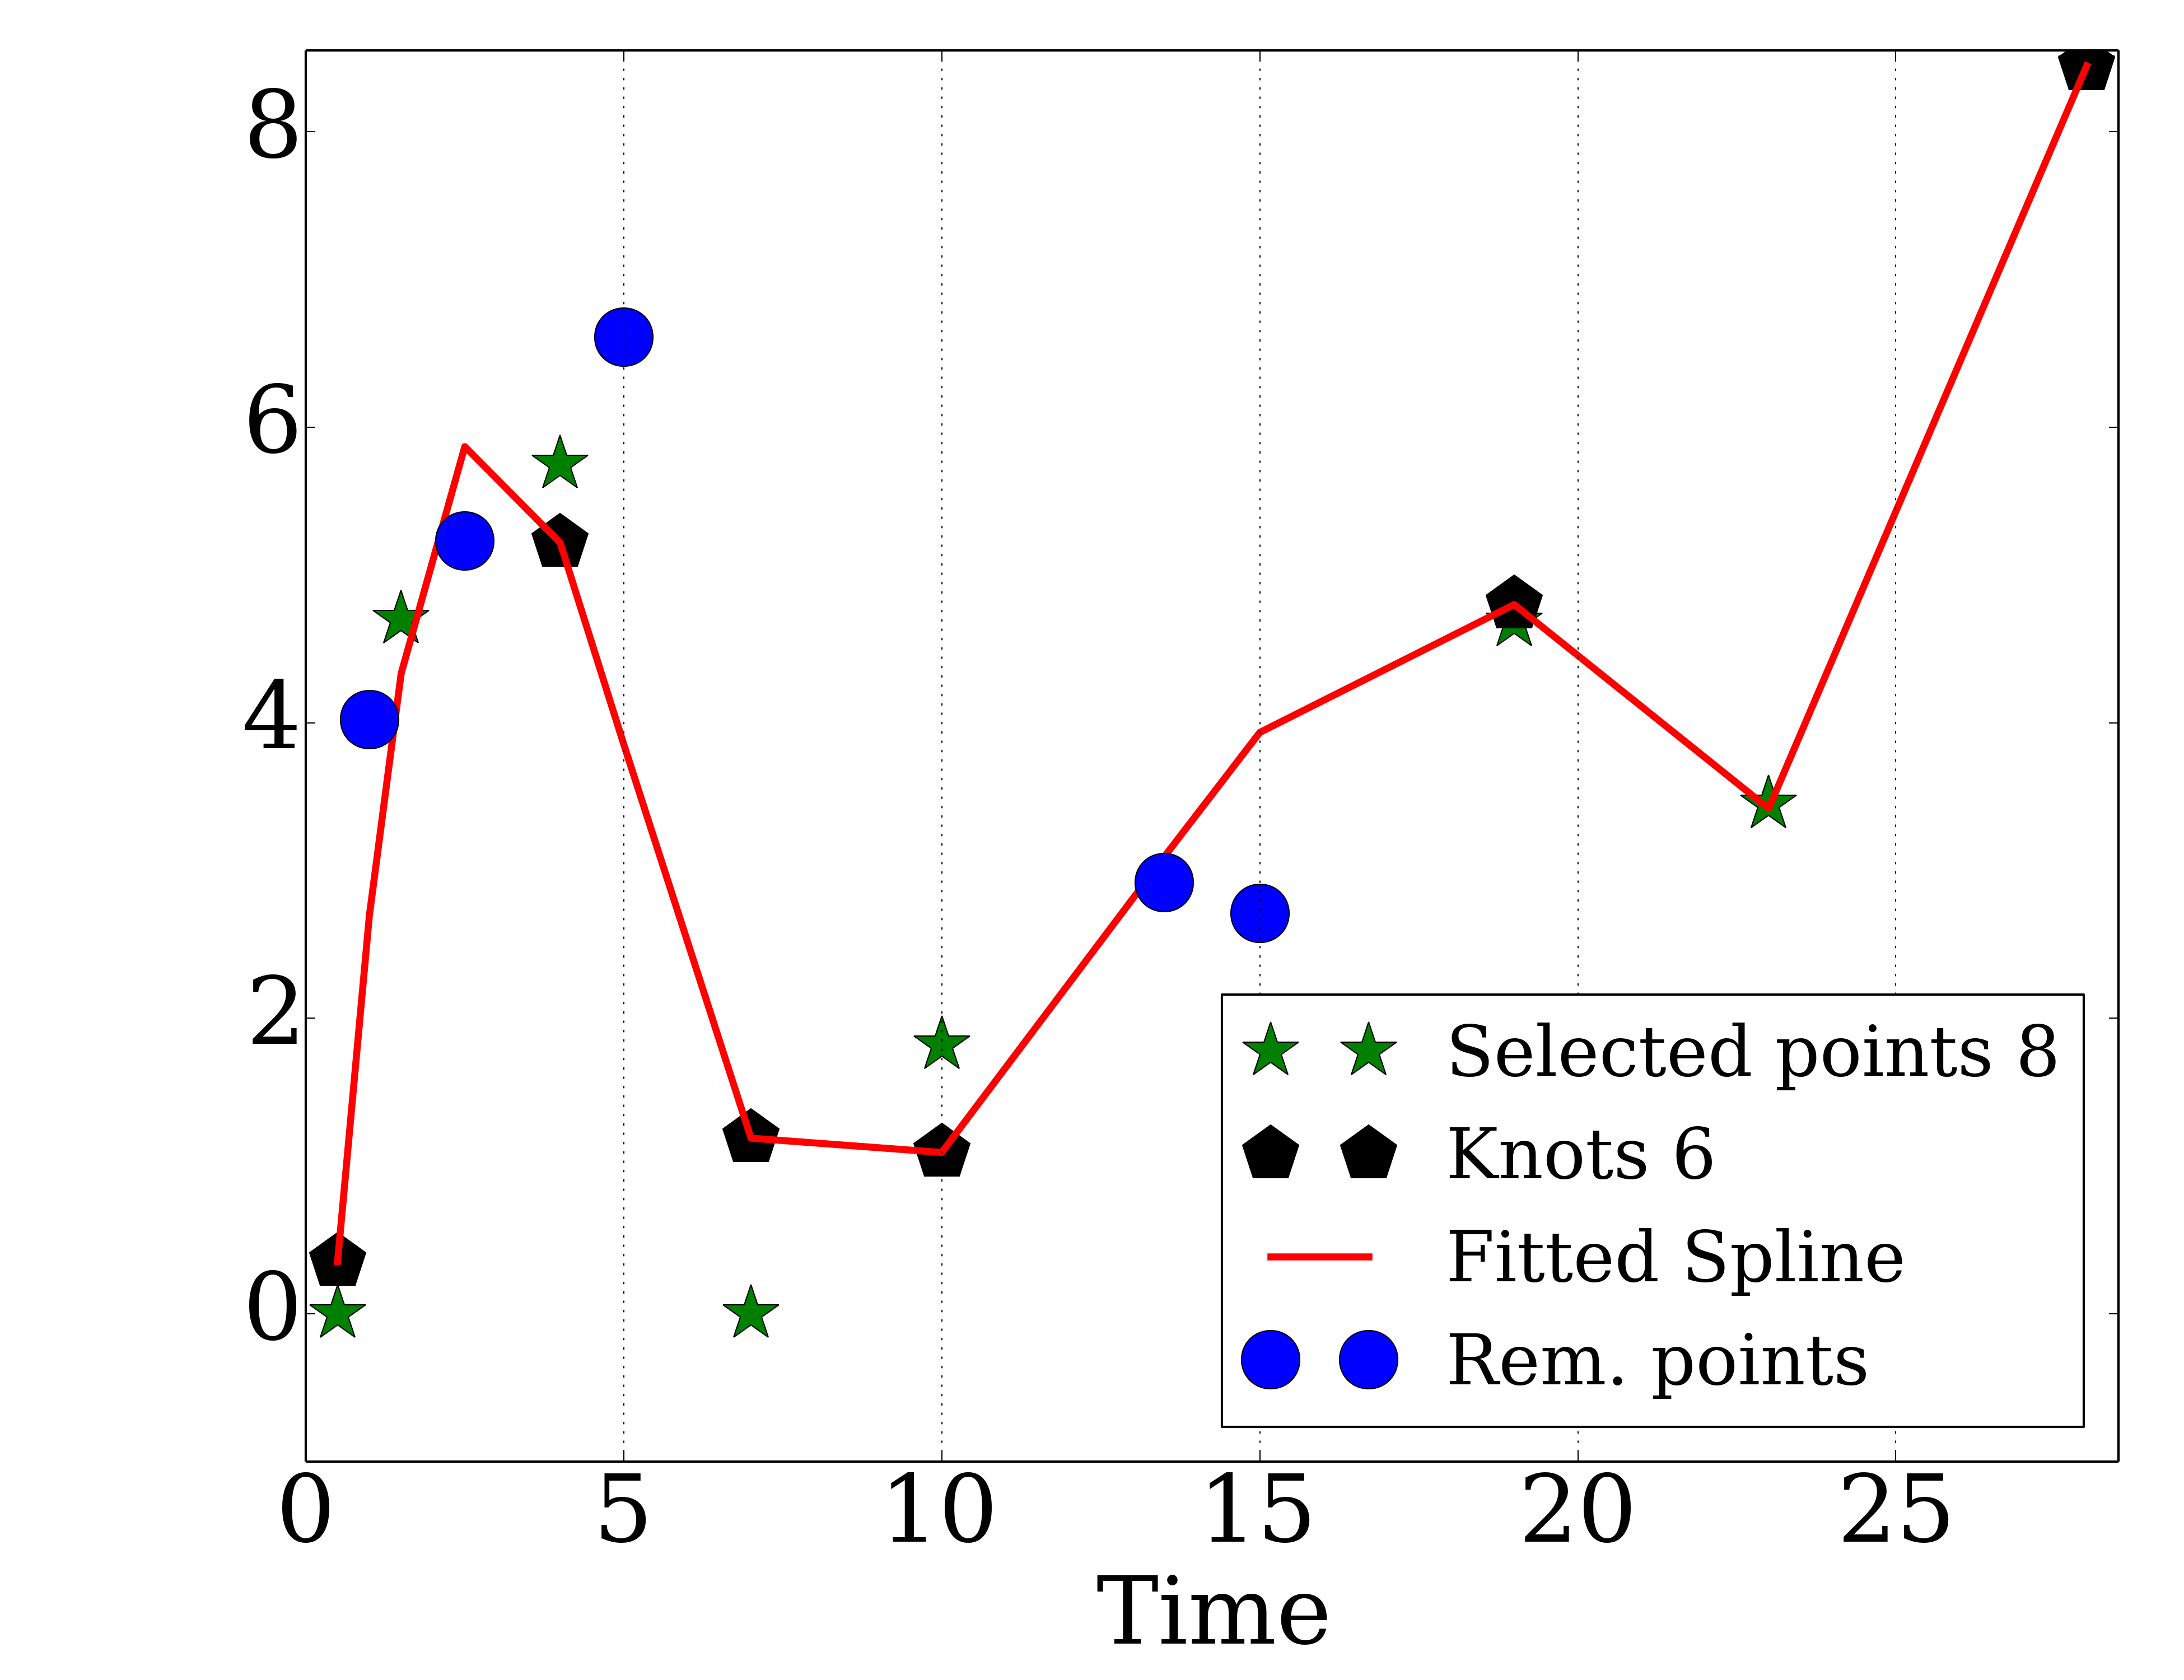 8
6
4
2
0
Selected points 8
Knots 6
Fitted Spline
Rem. points
0 5 10 15 20 25
Time